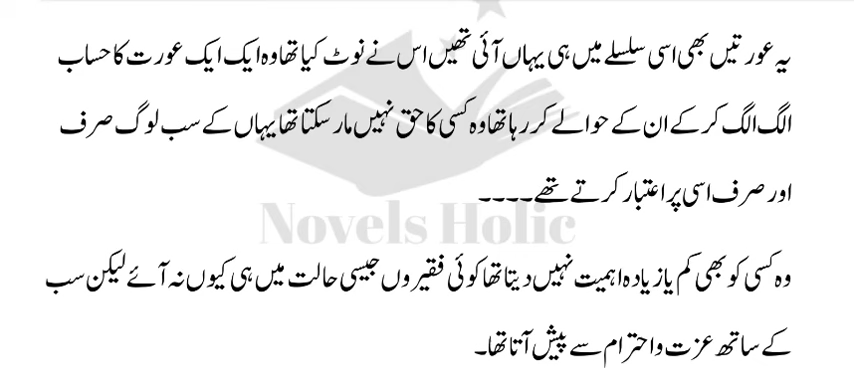 یہ عورتیں بھی اسی سلسلے میں ہی یہاں آئی تھیں اس نے نوٹ کیا تھا وہ ایک ایک عورت کا حساب
الگ الگ کر کے ان کے حوالے کر رہا تھا وہ کسی کا حق نہیں مار سکتا تھا یہاں کے سب لوگ صرف
اور صرف اسی پر اعتبار کرتے تھے۔۔۔۔
Novels Holic
وہ کسی کو بھی کم یا زیادہ اہمیت نہیں دیتا تھا کوئی فقیروں جیسی حالت میں ہی کیوں نہ آئے لیکن سب
کے ساتھ عزت و احترام سے پیش آتا تھا۔